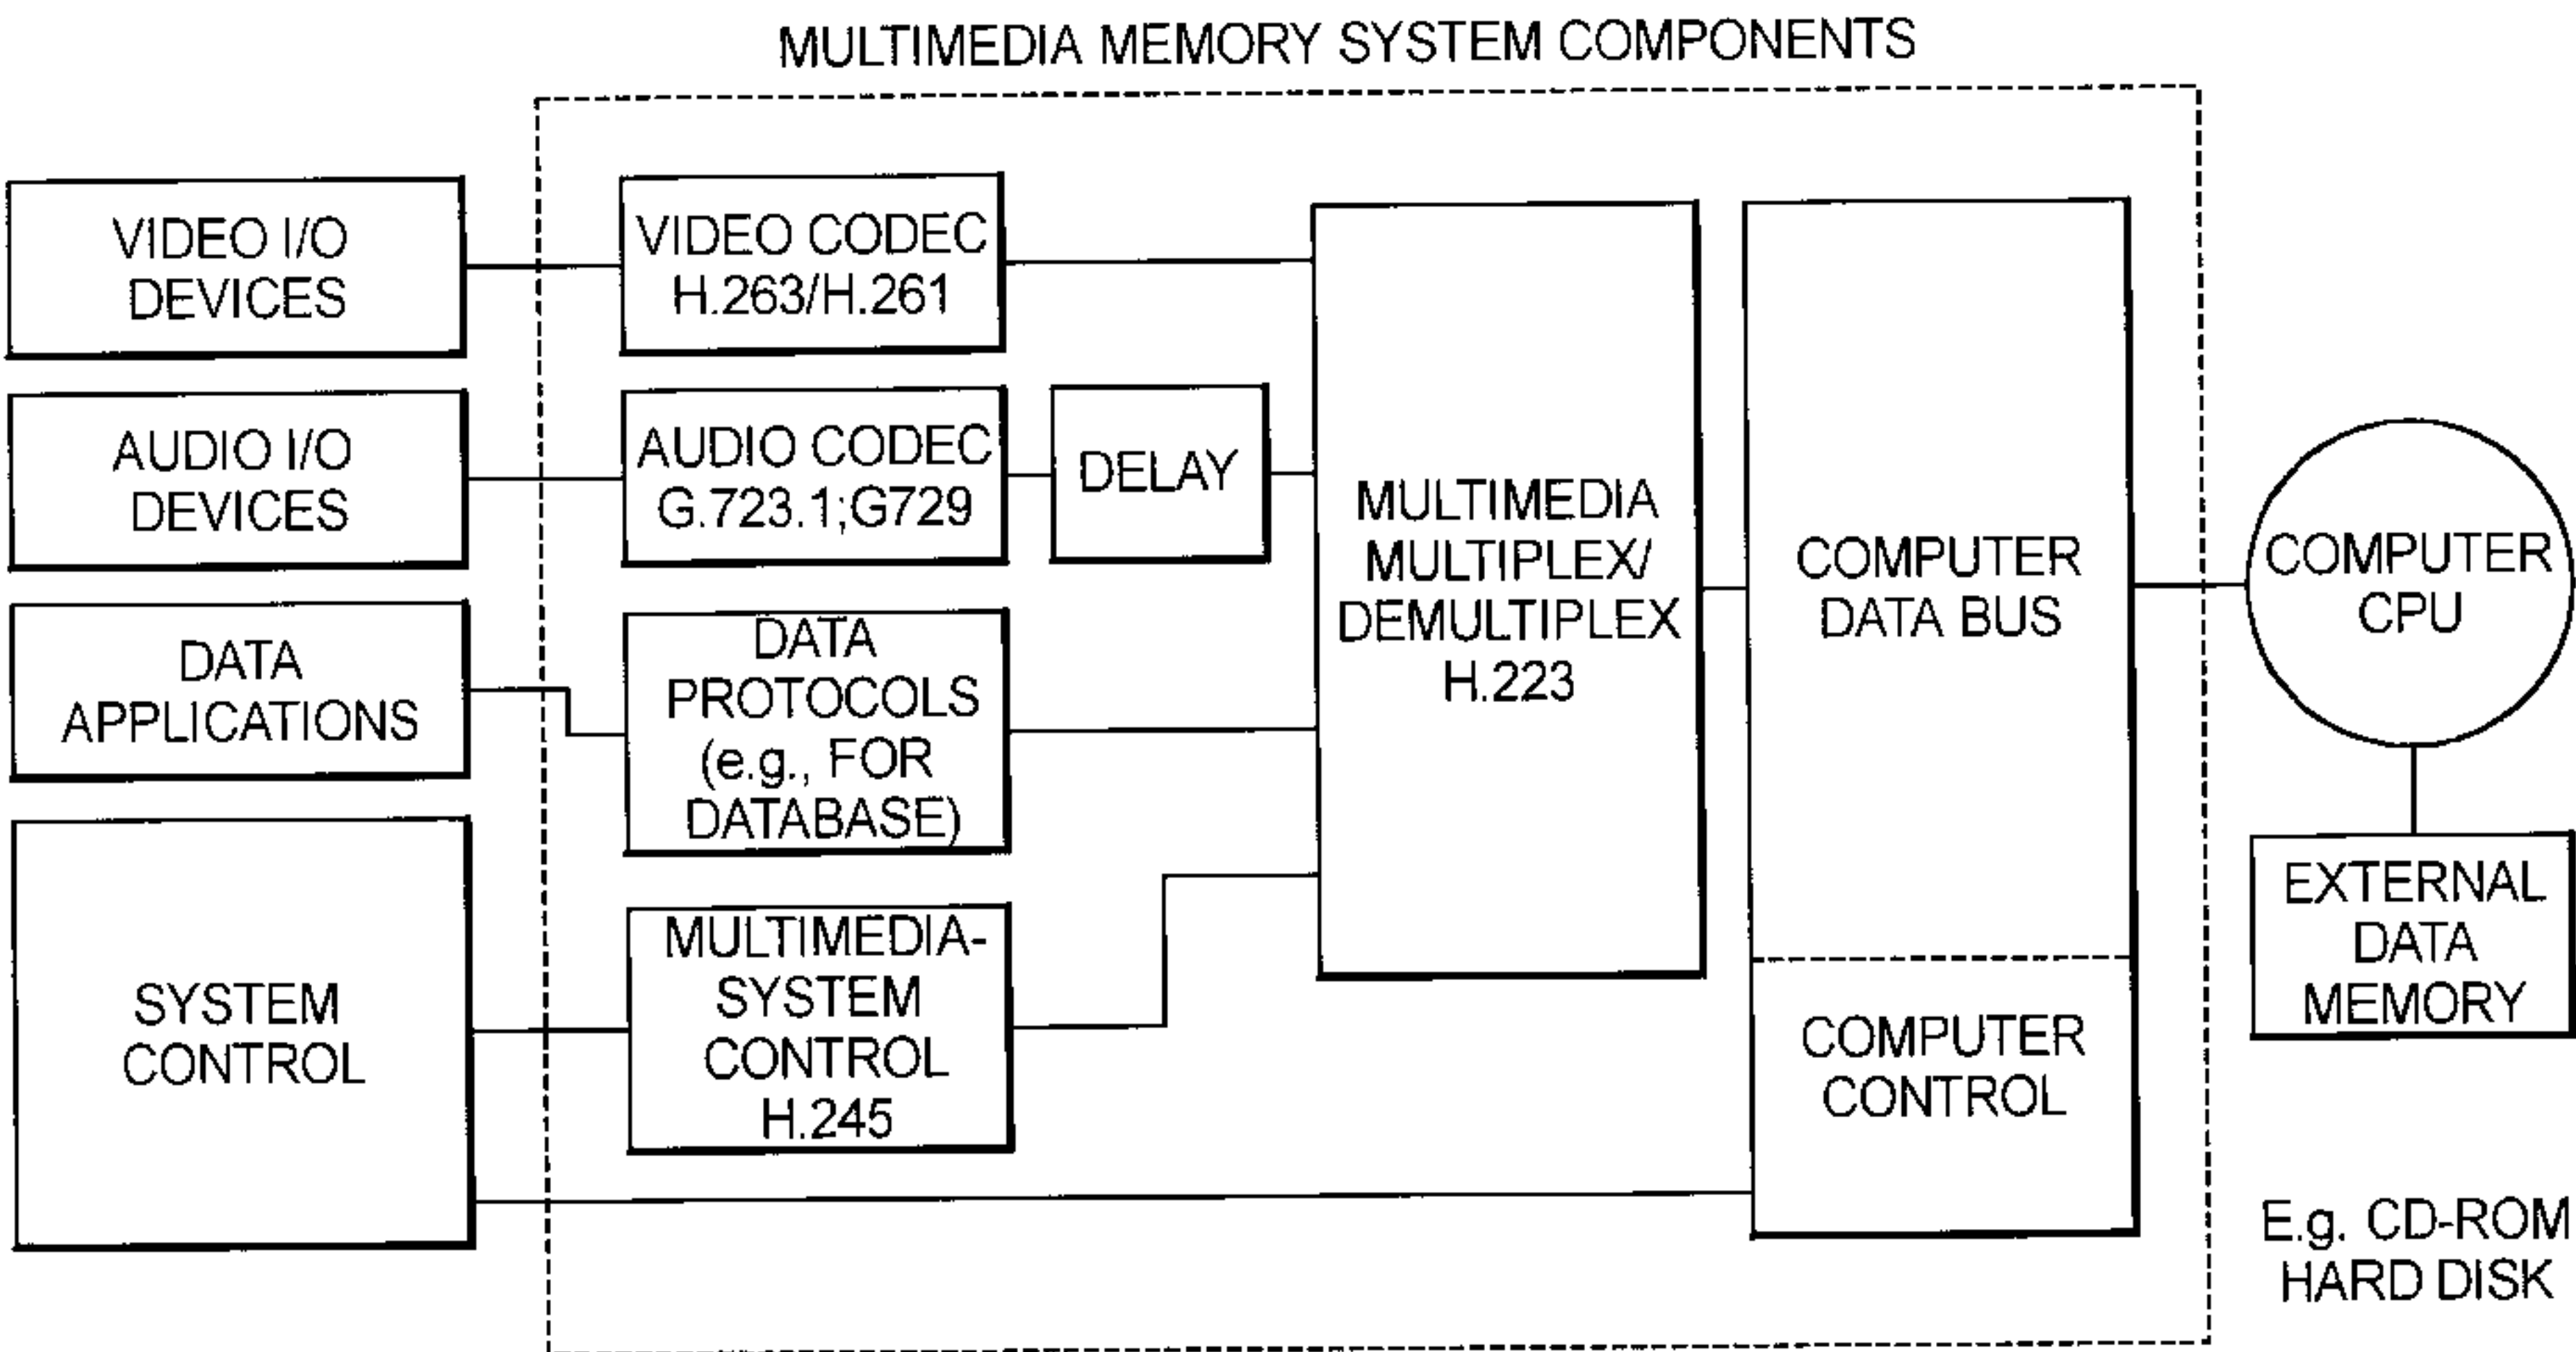 MULTIMEDIA MEMORY SYSTEM COMPONENTS
VIDEO I/O
DEVICES
VIDEO CODEC
H.263/H.261
AUDIO I/O
DEVICES
AUDIO CODEC
G.723.1;G729
DELAY
DATA
APPLICATIONS
DATA
PROTOCOLS
(e.g., FOR
DATABASE)
SYSTEM
CONTROL
MULTIMEDIA-
SYSTEM
CONTROL
H.245
MULTIMEDIA
MULTIPLEX/
DEMULTIPLEX
H.223
COMPUTER
DATA BUS
COMPUTER
CONTROL
COMPUTER
CPU
EXTERNAL
DATA
MEMORY
E.g. CD-ROM
HARD DISK